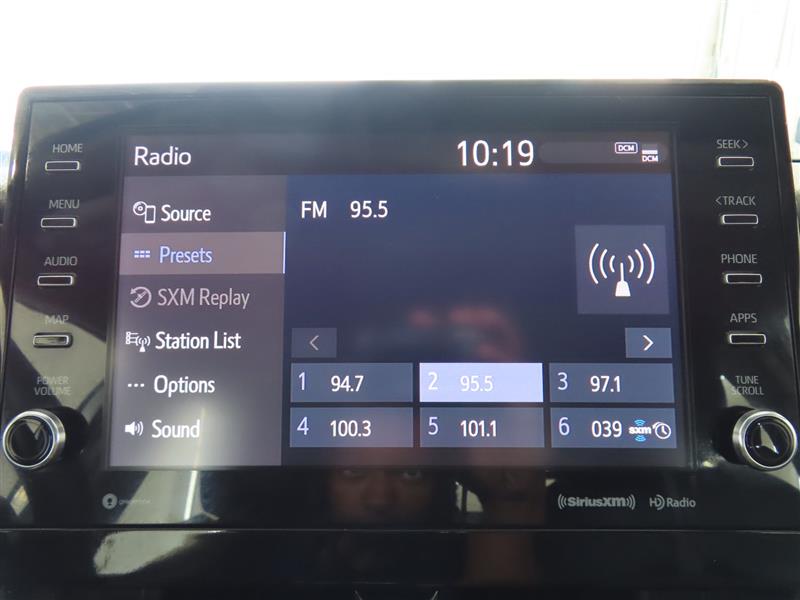 HOME
MENU
AUDIO
MAP
POWER
VOLUME
Radio
10:19
DCM
DCM
Source
Presets
SXM Replay
Station List
Options
Sound
FM 95.5
1 94.7
2 95.5
3 97.1
4 100.3
5 101.1
6 039 sxm
SEEK>
<TRACK
PHONE
APPS
TUNE
SCROLL
((SiriusXM))
HD Radio